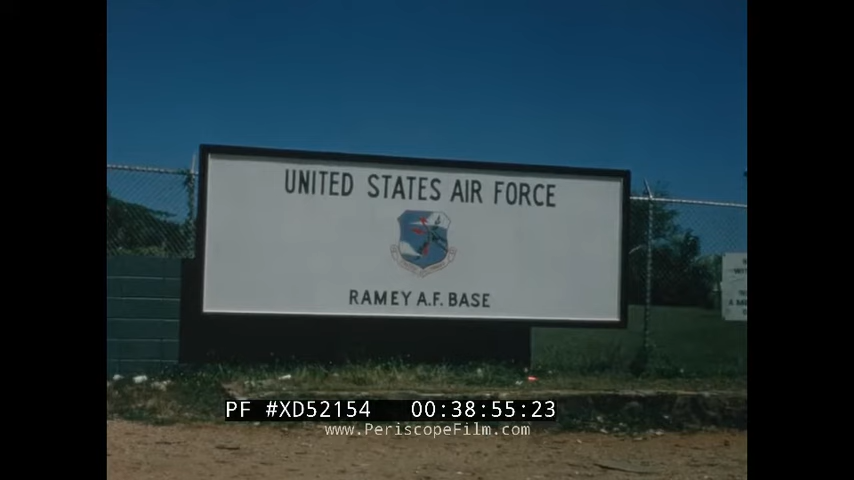 UNITED STATES AIR FORCE
RAMEY A.F. BASE
PF #XD52154 00:38:55:23
www.PeriscopeFilm.com